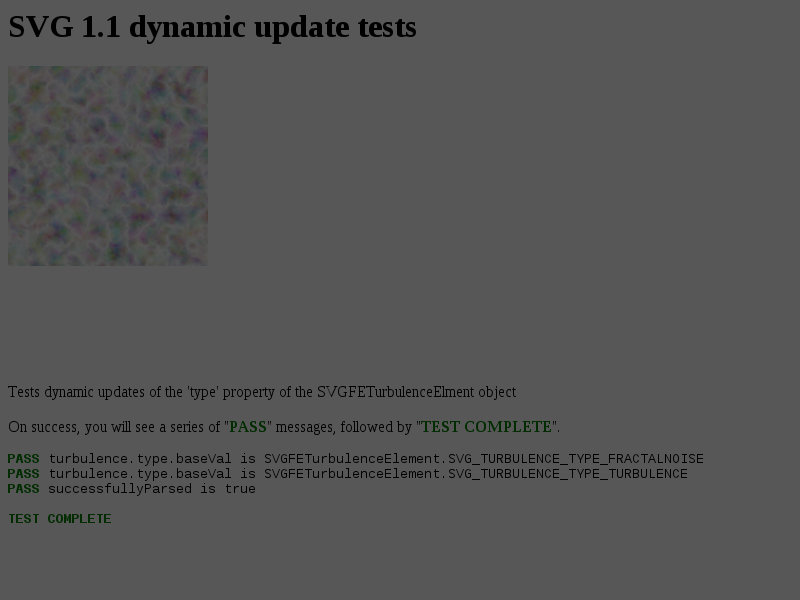 SVG 1.1 dynamic update tests
Tests dynamic updates of the 'type' property of the SVGFETurbulenceElment object
On success, you will see a series of "PASS" messages, followed by "TEST COMPLETE".
PASS turbulence.type.baseVal is SVGFETurbulenceElement.SVG_TURBULENCE_TYPE_FRACTALNOISE
PASS turbulence.type.baseVal is SVGFETurbulenceElement.SVG_TURBULENCE_TYPE_TURBULENCE
PASS successfullyParsed is true
TEST COMPLETE